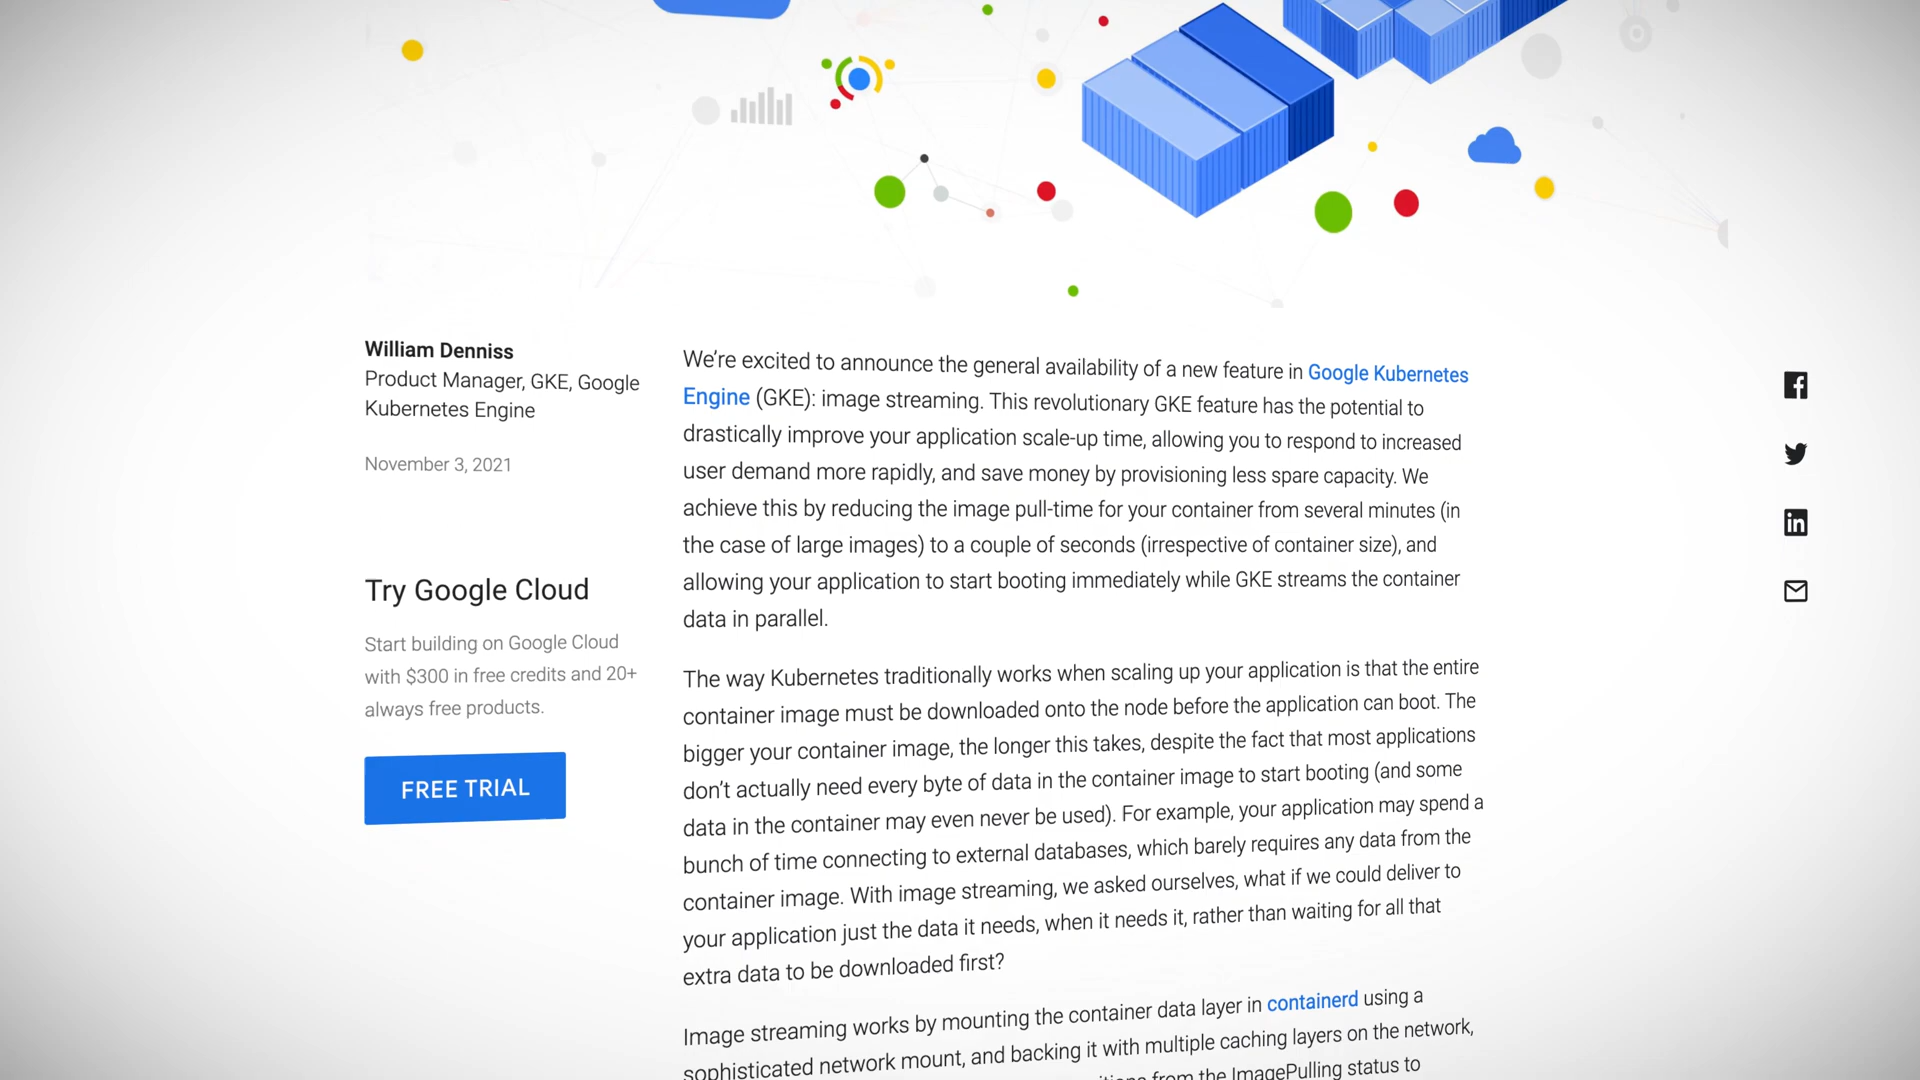 William Denniss
Product Manager, GKE, Google
Kubernetes Engine
November 3, 2021
Try Google Cloud
Start building on Google Cloud
with $300 in free credits and 20+
always free products.
FREE TRIAL
We're excited to announce the general availability of a new feature in Google Kubernetes
Engine (GKE): image streaming. This revolutionary GKE feature has the potential to
drastically improve your application scale-up time, allowing you to respond to increased
user demand more rapidly, and save money by provisioning less spare capacity. We
achieve this by reducing the image pull-time for your container from several minutes (in
the case of large images) to a couple of seconds (irrespective of container size), and
allowing your application to start booting immediately while GKE streams the container
data in parallel.
The way Kubernetes traditionally works when scaling up your application is that the entire
container image must be downloaded onto the node before the application can boot. The
bigger your container image, the longer this takes, despite the fact that most applications
don't actually need every byte of data in the container image to start booting (and some
data in the container may even never be used). For example, your application may spend a
bunch of time connecting to external databases, which barely requires any data from the
container image. With image streaming, we asked ourselves, what if we could deliver to
your application just the data it needs, when it needs it, rather than waiting for all that
extra data to be downloaded first?
Image streaming works by mounting the container data layer in containerd using a
sophisticated network mount, and backing it with multiple caching layers on the network,
from the ImagePulling status to